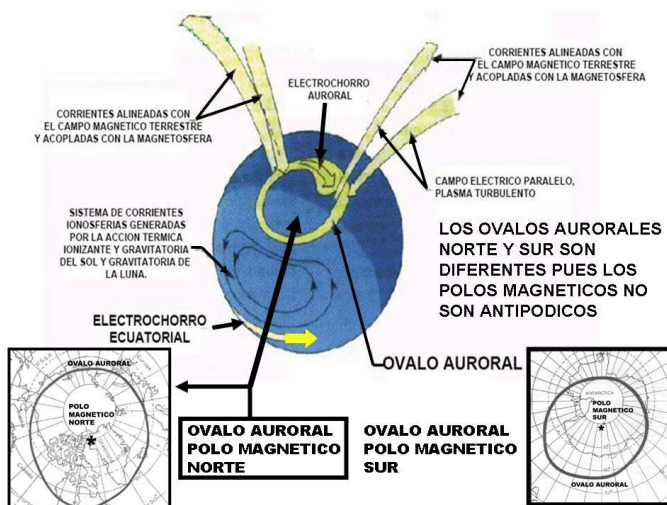 CORRIENTES ALINEADAS CON
EL CAMPO MAGNETICO TERRESTRE
Y ACOPLADAS CON LA MAGNETOSFERA
ELECTROCHORRO
AURORAL
CORRIENTES ALINEADAS CON
EL CAMPO MAGNETICO TERRESTRE
Y ACOPLADAS CON LA MAGNETOSFERA
CAMPO ELECTRICO PARALELO,
PLASMA TURBULENTO
SISTEMA DE CORRIENTES
IONOSFERIAS GENERADAS
POR LA ACCION TERMICA
IONIZANTE Y GRAVITATORIA
DEL SOL Y GRAVITATORIA DE
LA LUNA.
LOS OVALOS AURORALES
NORTE Y SUR SON
DIFERENTES PUES LOS
POLOS MAGNETICOS NO
SON ANTIPODICOS
ELECTROCHORRO
ECUATORIAL
OVALO AURORAL
OVALO AURORAL
POLO
MAGNETICO
NORTE
*
OVALO AURORAL
POLO MAGNETICO
NORTE
OVALO AURORAL
POLO MAGNETICO
SUR
ANTARCTICA
POLO
MAGNETICO
SUR
*
OVALO AURORAL